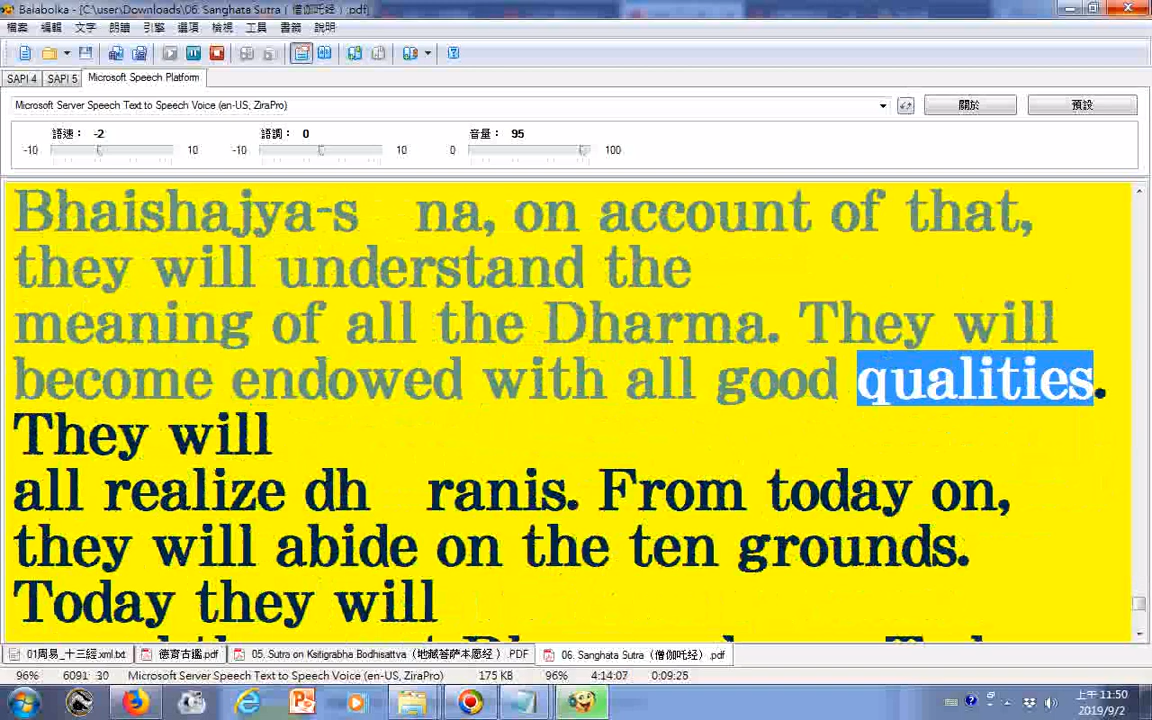 Balabolka - [C:\user\Downloads\06. Sanghata Sutra ( 僧伽吒经 ) .pdf]
檔案 編輯 文字 朗讀 引擎 選項 檢視 工具 書籤 說明
SAPI 4 SAPI 5 Microsoft Speech Platform
Microsoft Server Speech Text to Speech Voice (en-US, ZiraPro) 關於 預設
語速： -2 語調： 0 音量： 95
-10 10 -10 10 0 100
Bhaishajya-s na, on account of that,
they will understand the
meaning of all the Dharma. They will
become endowed with all good qualities.
They will
all realize dh ranis. From today on,
they will abide on the ten grounds.
Today they will
01周易_十三經.xml.txt 德育古鑑.pdf 05. Sutra on Ksitigrabha Bodhisattva（地藏菩萨本愿经）.PDF 06. Sanghata Sutra（僧伽吒经）.pdf
96% 6091: 30 Microsoft Server Speech Text to Speech Voice (en-US, ZiraPro) 175 KB 96% 4:14:07 0:09:25
上午 11:50
2019/9/2